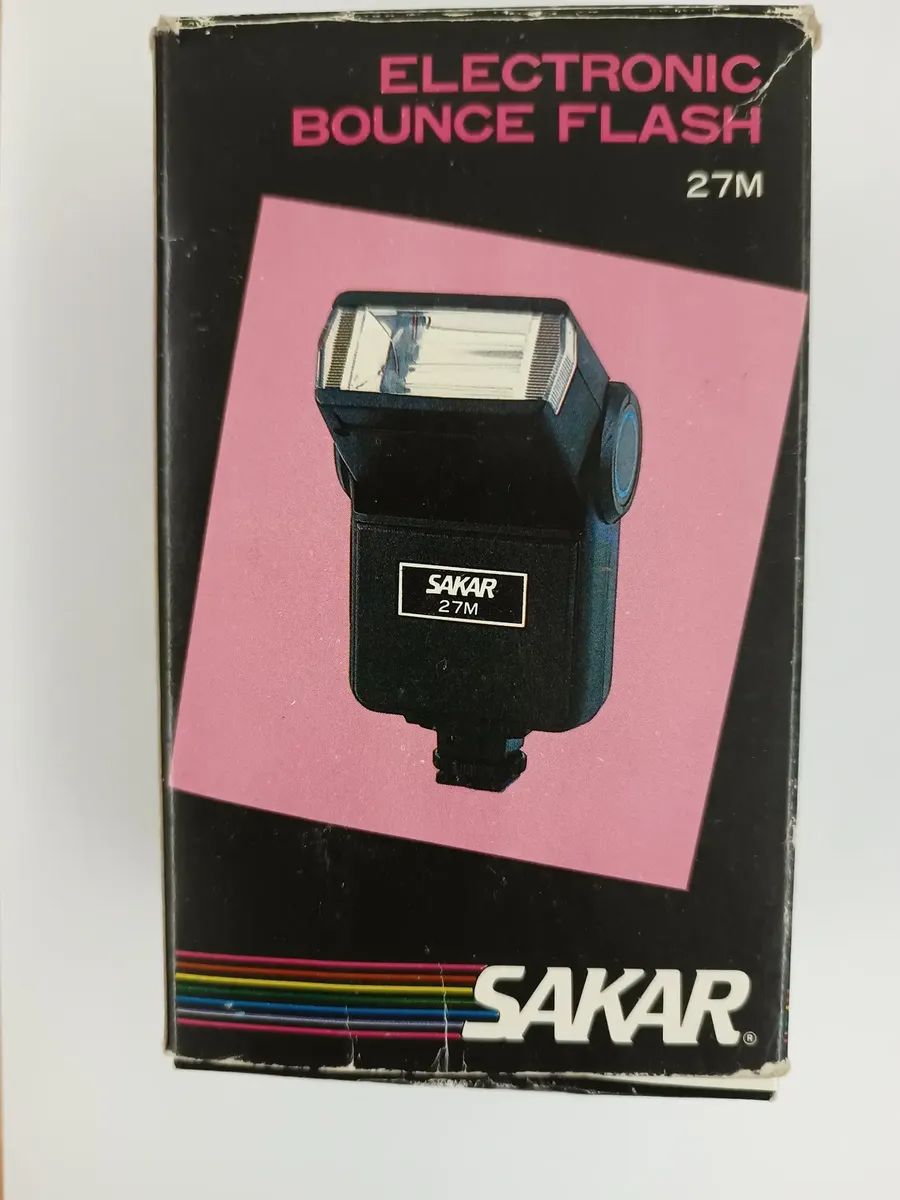 ELECTRONIC
BOUNCE FLASH
27M
SAKAR
27M
SAKAR®